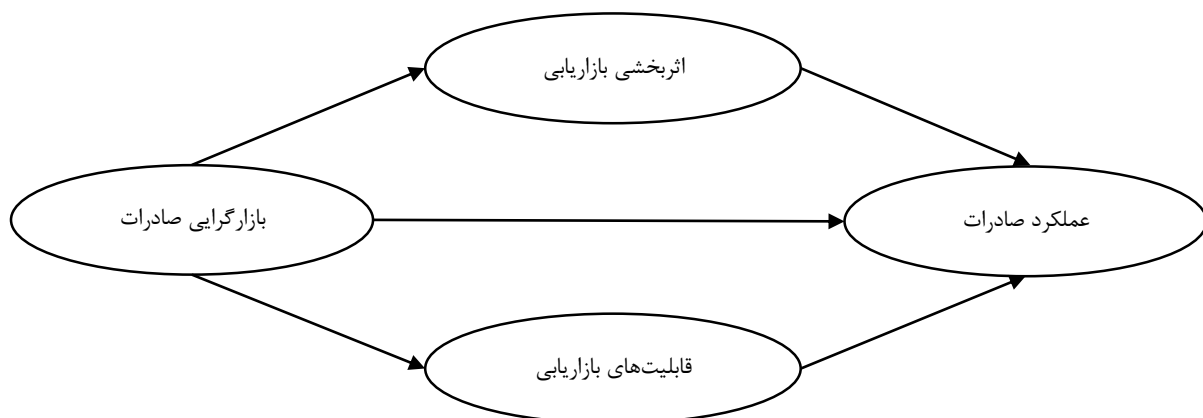 اثربخشی بازاریابی
بازارگرایی صادرات
عملکرد صادرات
قابلیت‌های بازاریابی